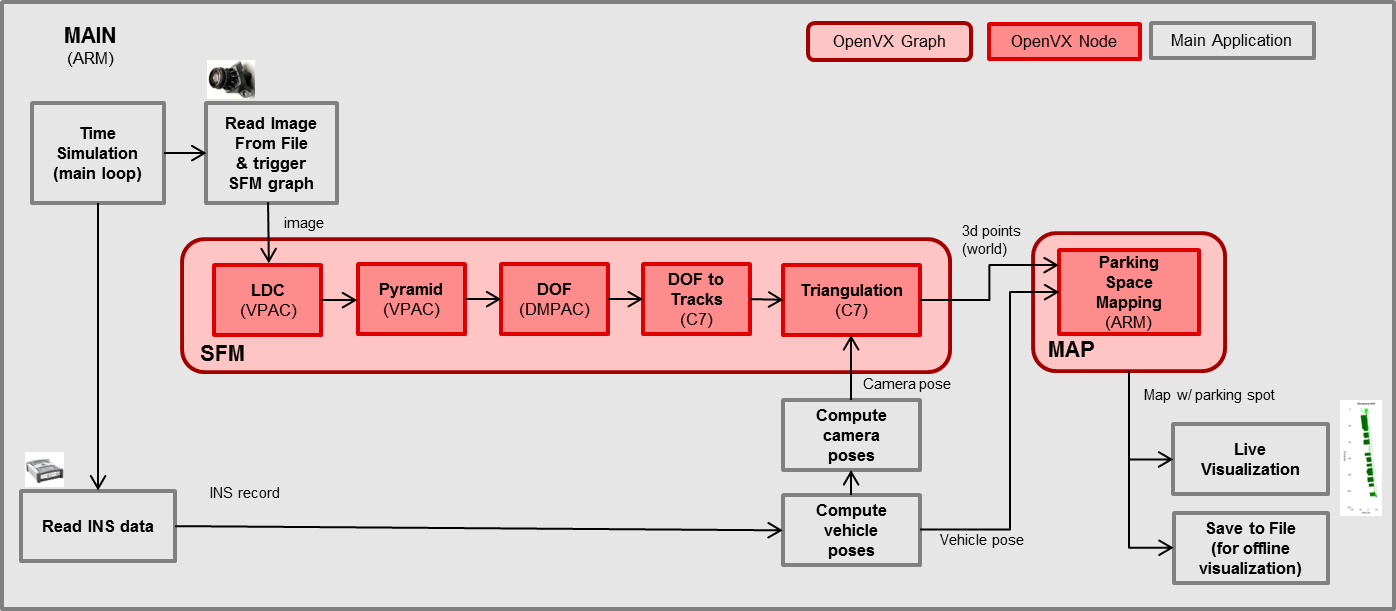 MAIN
(ARM)
OpenVX Graph
OpenVX Node
Main Application
Time
Simulation
(main loop)
Read Image
From File
& trigger
SFM graph
image
LDC
(VPAC)
Pyramid
(VPAC)
DOF
(DMPAC)
DOF to
Tracks
(C7)
Triangulation
(C7)
SFM
3d points
(world)
Parking
Space
Mapping
(ARM)
MAP
Camera pose
Compute
camera
poses
Map w/ parking spot
Live
Visualization
Read INS data
INS record
Compute
vehicle
poses
Vehicle pose
Save to File
(for offline
visualization)